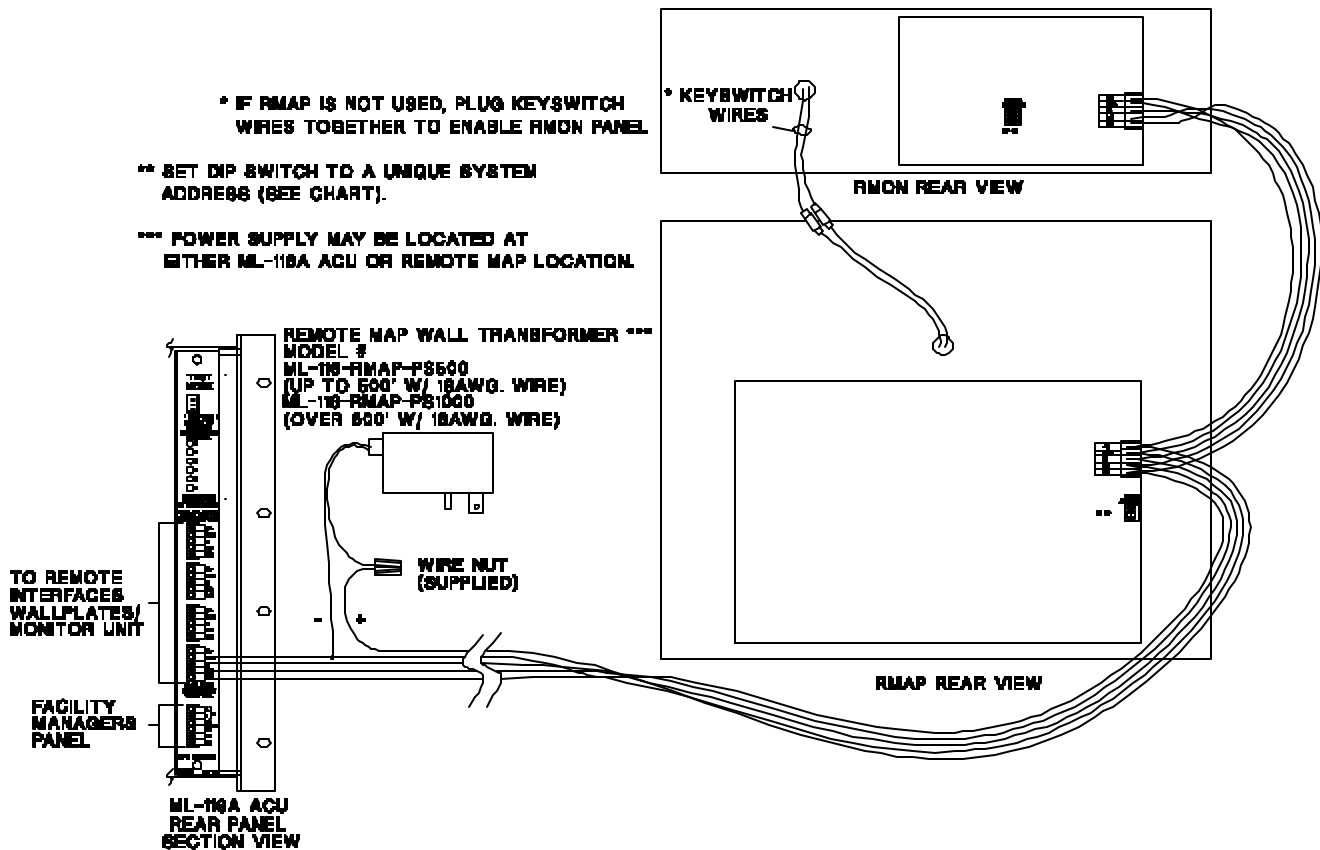 * IF RMAP IS NOT USED, PLUG KEYSWITCH
WIRES TOGETHER TO ENABLE RMON PANEL
** SET DIP SWITCH TO A UNIQUE SYSTEM
ADDRESS (SEE CHART).
*** POWER SUPPLY MAY BE LOCATED AT
EITHER ML-116A ACU OR REMOTE MAP LOCATION.
* KEYSWITCH
WIRES
RMON REAR VIEW
REMOTE MAP WALL TRANSFORMER ***
MODEL #
ML-116-RMAP-PS500
(UP TO 500' W/ 18AWG. WIRE)
ML-116-RMAP-PS1000
(OVER 500' W/ 18AWG. WIRE)
WIRE NUT
(SUPPLIED)
- +
TO REMOTE
INTERFACES
WALLPLATES/
MONITOR UNIT
FACILITY
MANAGERS
PANEL
RMAP REAR VIEW
ML-116A ACU
REAR PANEL
SECTION VIEW